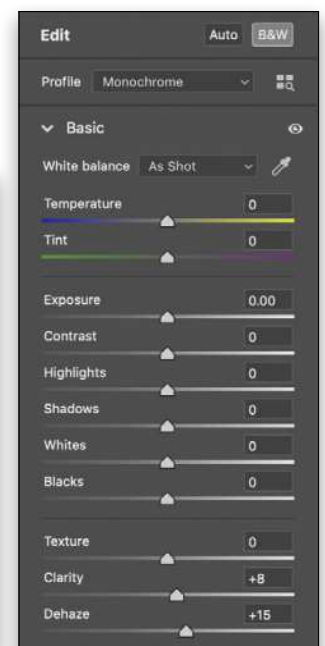 Edit Auto B&W
Profile Monochrome
Basic
White balance As Shot
Temperature 0
Tint 0
Exposure 0.00
Contrast 0
Highlights 0
Shadows 0
Whites 0
Blacks 0
Texture 0
Clarity +8
Dehaze +15